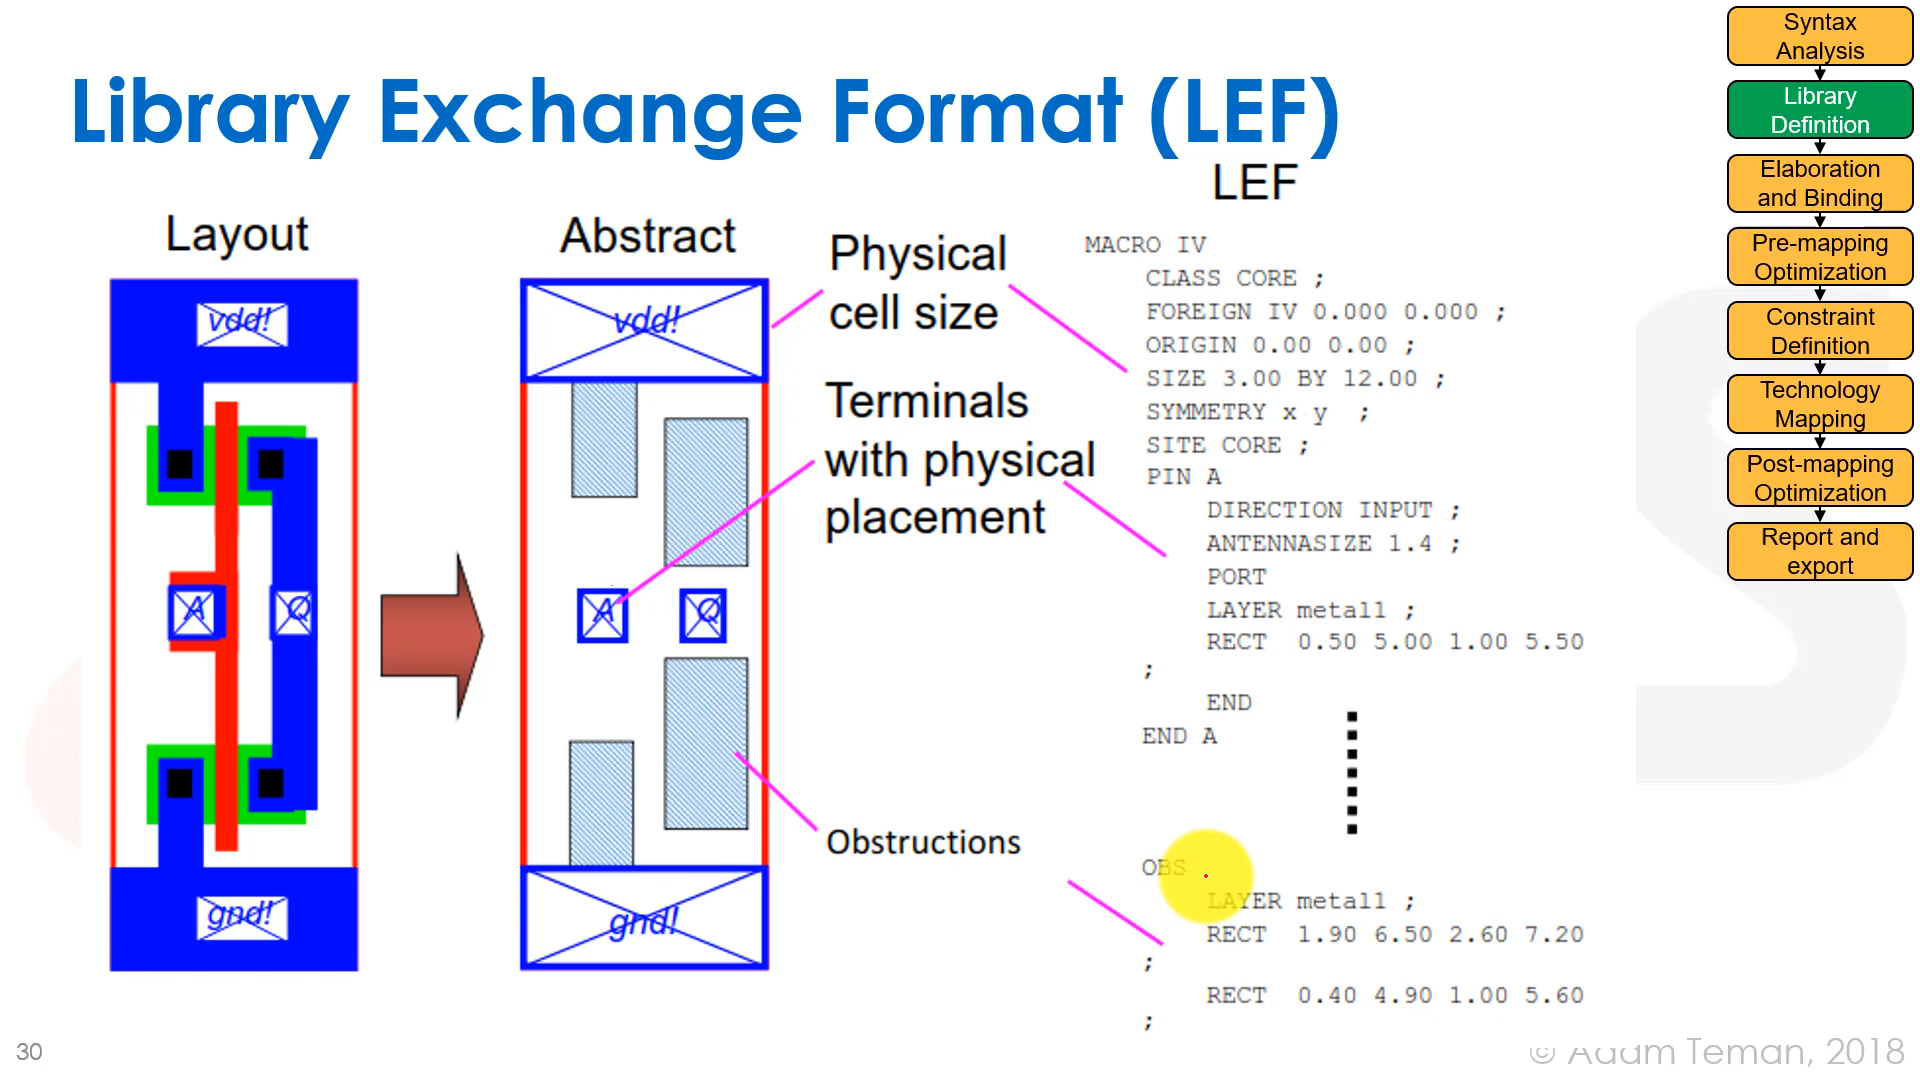 Library Exchange Format (LEF)
Layout
vdd!
A
Q
gnd!
Abstract
vdd!
A
Q
gnd!
Physical
cell size
Terminals
with physical
placement
Obstructions
LEF
MACRO IV
CLASS CORE ;
FOREIGN IV 0.000 0.000 ;
ORIGIN 0.00 0.00 ;
SIZE 3.00 BY 12.00 ;
SYMMETRY x y ;
SITE CORE ;
PIN A
DIRECTION INPUT ;
ANTENNASIZE 1.4 ;
PORT
LAYER metal1 ;
RECT 0.50 5.00 1.00 5.50
;
END
END A
OBS
LAYER metal1 ;
RECT 1.90 6.50 2.60 7.20
;
RECT 0.40 4.90 1.00 5.60
;
Syntax
Analysis
Library
Definition
Elaboration
and Binding
Pre-mapping
Optimization
Constraint
Definition
Technology
Mapping
Post-mapping
Optimization
Report and
export
30
© Adam Teman, 2018